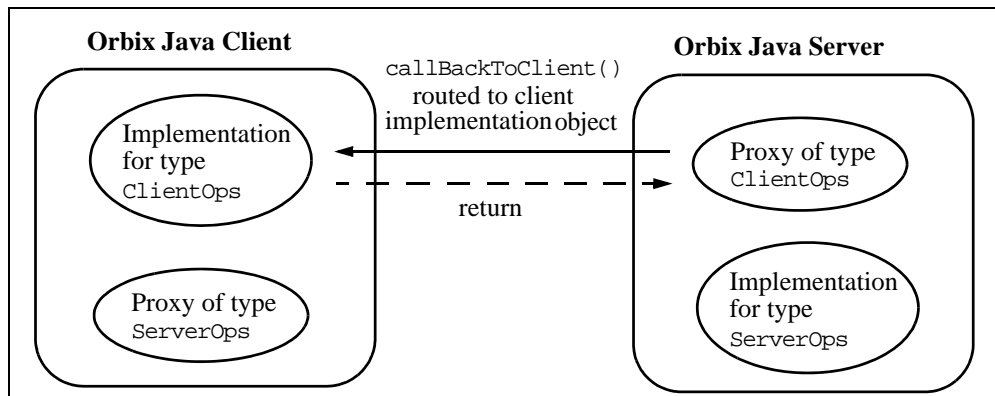 Orbix Java Client
Orbix Java Server
callBackToClient()
routed to client
implementation object
Implementation
for type
ClientOps
Proxy of type
ClientOps
return
Proxy of type
ServerOps
Implementation
for type
ServerOps